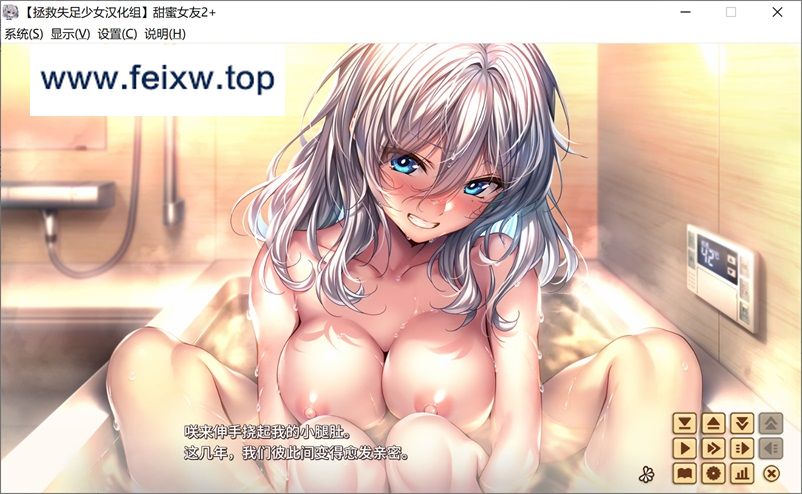 【拯救失足少女汉化组】甜蜜女友2+
系统(S) 显示(V) 设置(C) 说明(H)
www.feixw.top
42
咲来伸手挠起我的小腿肚。
这几年，我们彼此间变得愈发亲密。